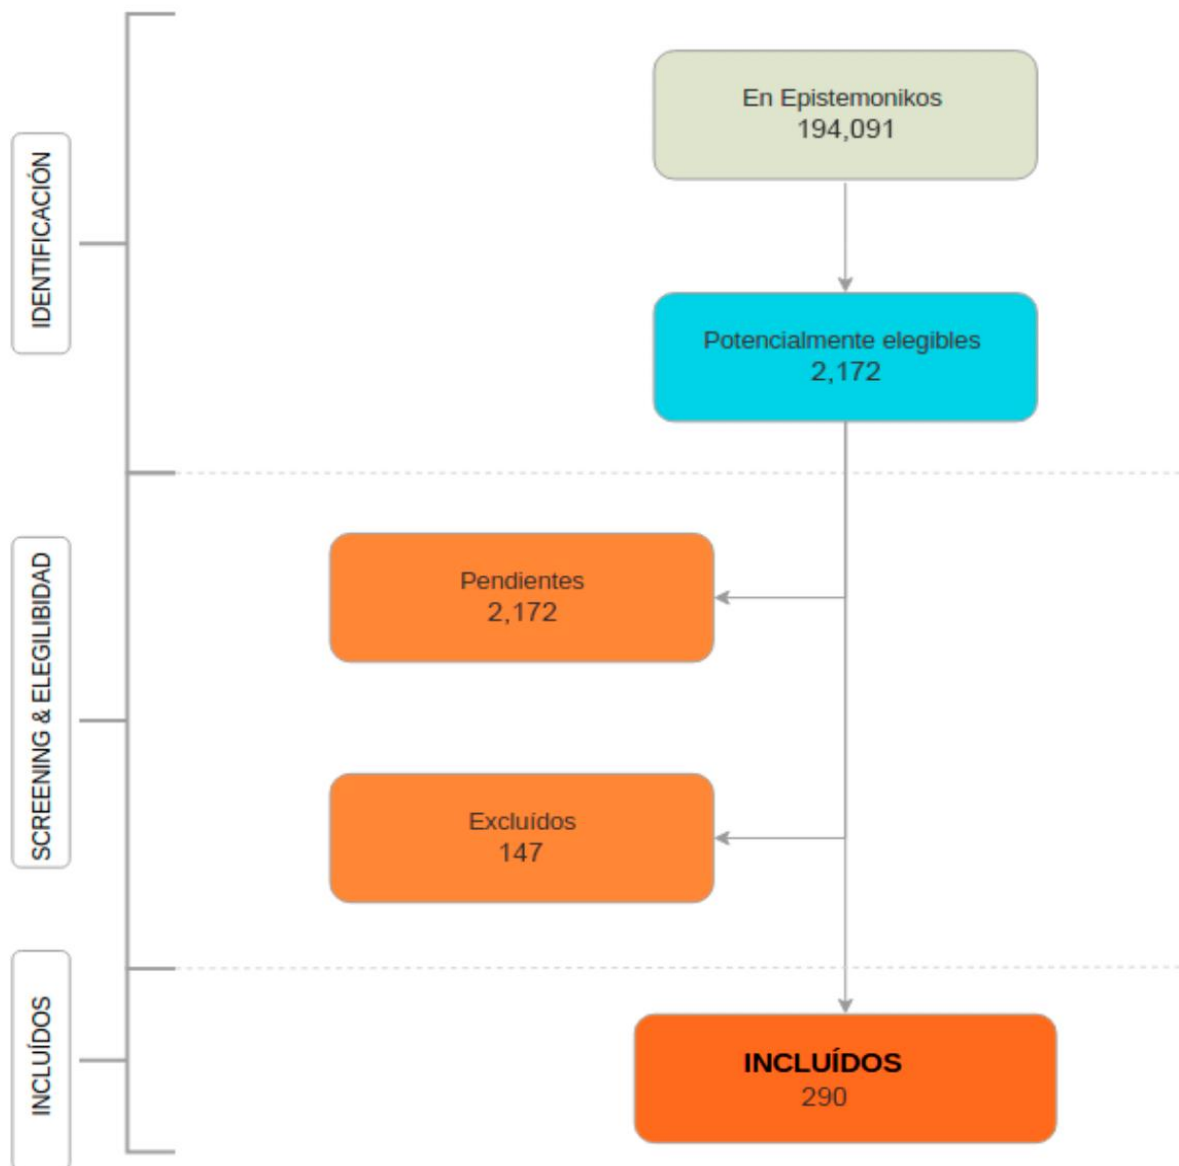 IDENTIFICACIÓN
En Epistemonikos
194,091
Potencialmente elegibles
2,172
SCREENING & ELEGILIBIDAD
Pendientes
2,172
Excluídos
147
INCLUÍDOS
INCLUÍDOS
290